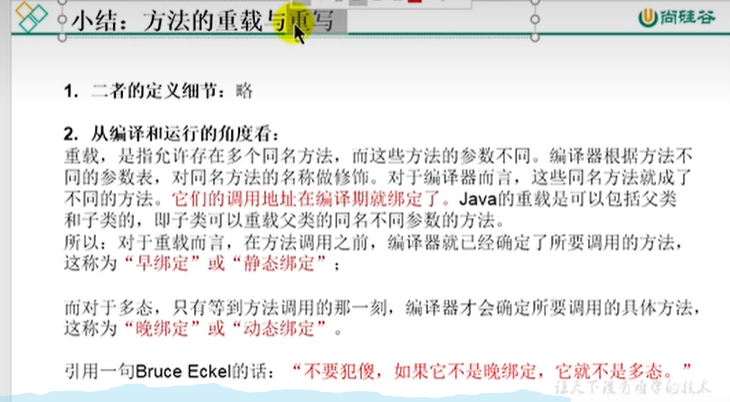 小结：方法的重载与重写
尚硅谷
1. 二者的定义细节：略
2. 从编译和运行的角度看：
重载，是指允许存在多个同名方法，而这些方法的参数不同。编译器根据方法不
同的参数表，对同名方法的名称做修饰。对于编译器而言，这些同名方法就成了
不同的方法。它们的调用地址在编译期就绑定了。Java的重载是可以包括父类
和子类的，即子类可以重载父类的同名不同参数的方法。
所以：对于重载而言，在方法调用之前，编译器就已经确定了所要调用的方法，
这称为“早绑定”或“静态绑定”；
而对于多态，只有等到方法调用的那一刻，编译器才会确定所要调用的具体方法，
这称为“晚绑定”或“动态绑定”。
引用一句Bruce Eckel的话：“不要犯傻，如果它不是晚绑定，它就不是多态。”
让天下没有难学的技术